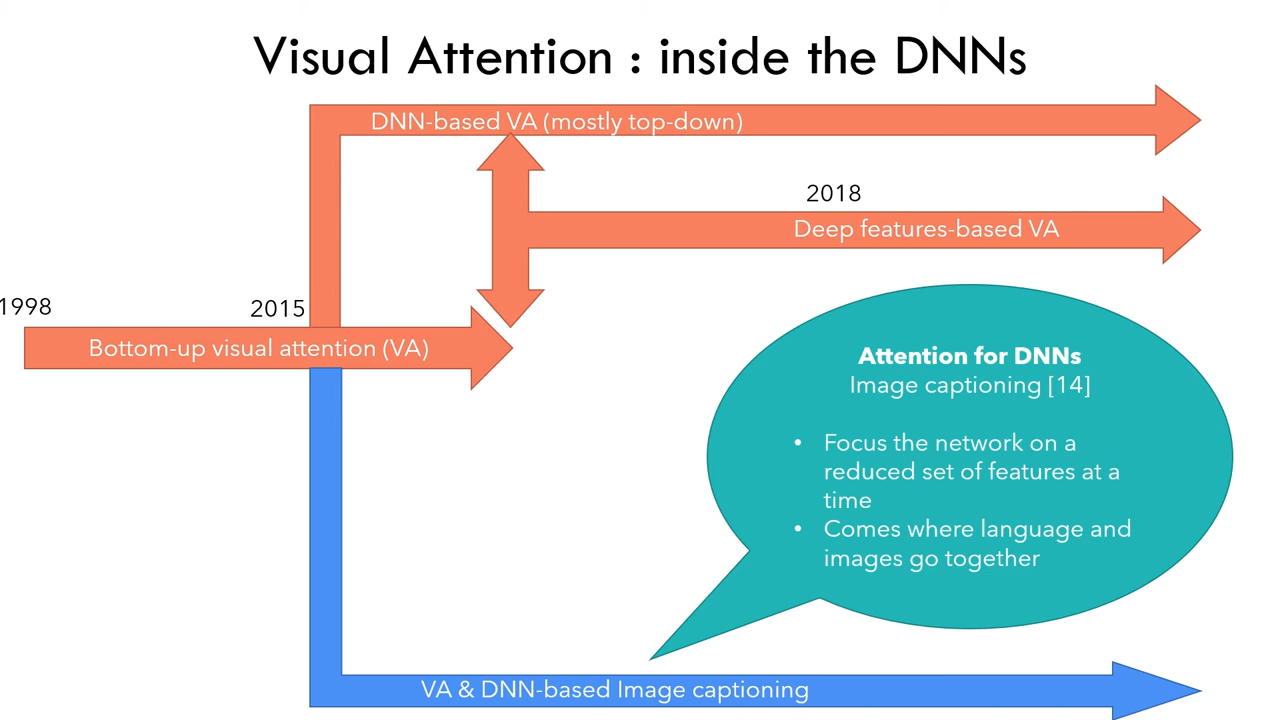 Visual Attention : inside the DNNs
DNN-based VA (mostly top-down)
2018
Deep features-based VA
1998
2015
Bottom-up visual attention (VA)
Attention for DNNs
Image captioning [14]
• Focus the network on a
reduced set of features at a
time
• Comes where language and
images go together
VA & DNN-based Image captioning